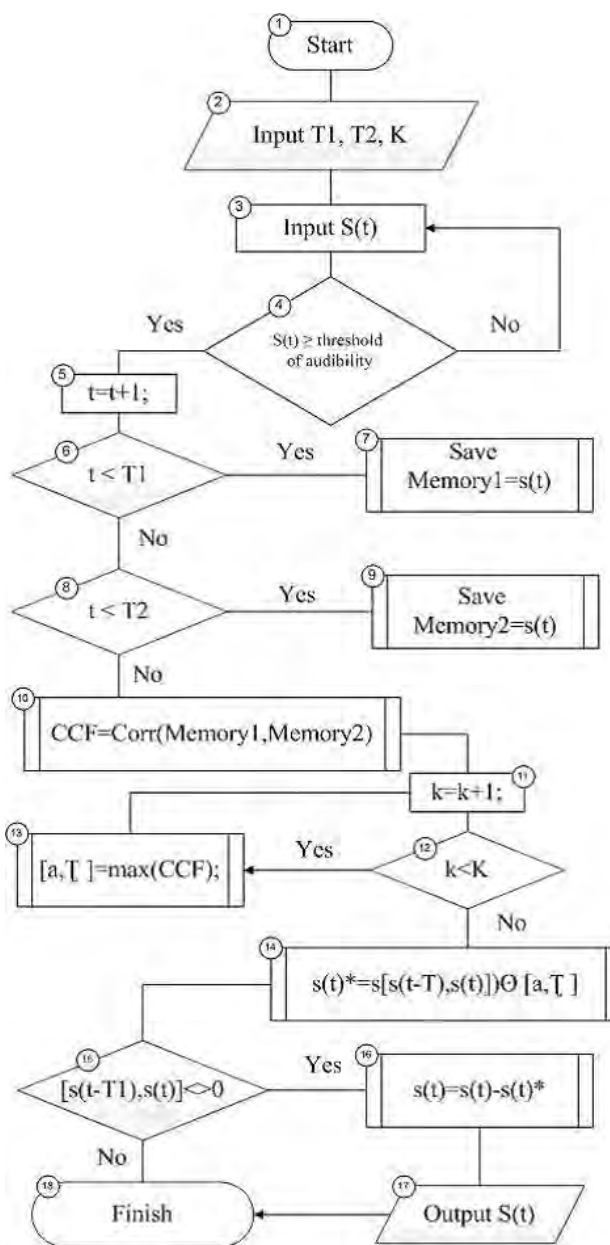 1
Start
2
Input T1, T2, K
3
Input S(t)
4
Yes
No
S(t) ≥ threshold
of audibility
5
t=t+1;
6
t < T1
Yes
7
Save
Memory1=s(t)
No
8
t < T2
Yes
9
Save
Memory2=s(t)
No
10
CCF=Corr(Memory1,Memory2)
11
k=k+1;
13
[a,Ʈ ]=max(CCF);
Yes
12
k<K
No
14
s(t)*=s[s(t-T),s(t)])Θ [a,Ʈ ]
15
[s(t-T1),s(t)]<>0
Yes
16
s(t)=s(t)-s(t)*
No
18
Finish
17
Output S(t)